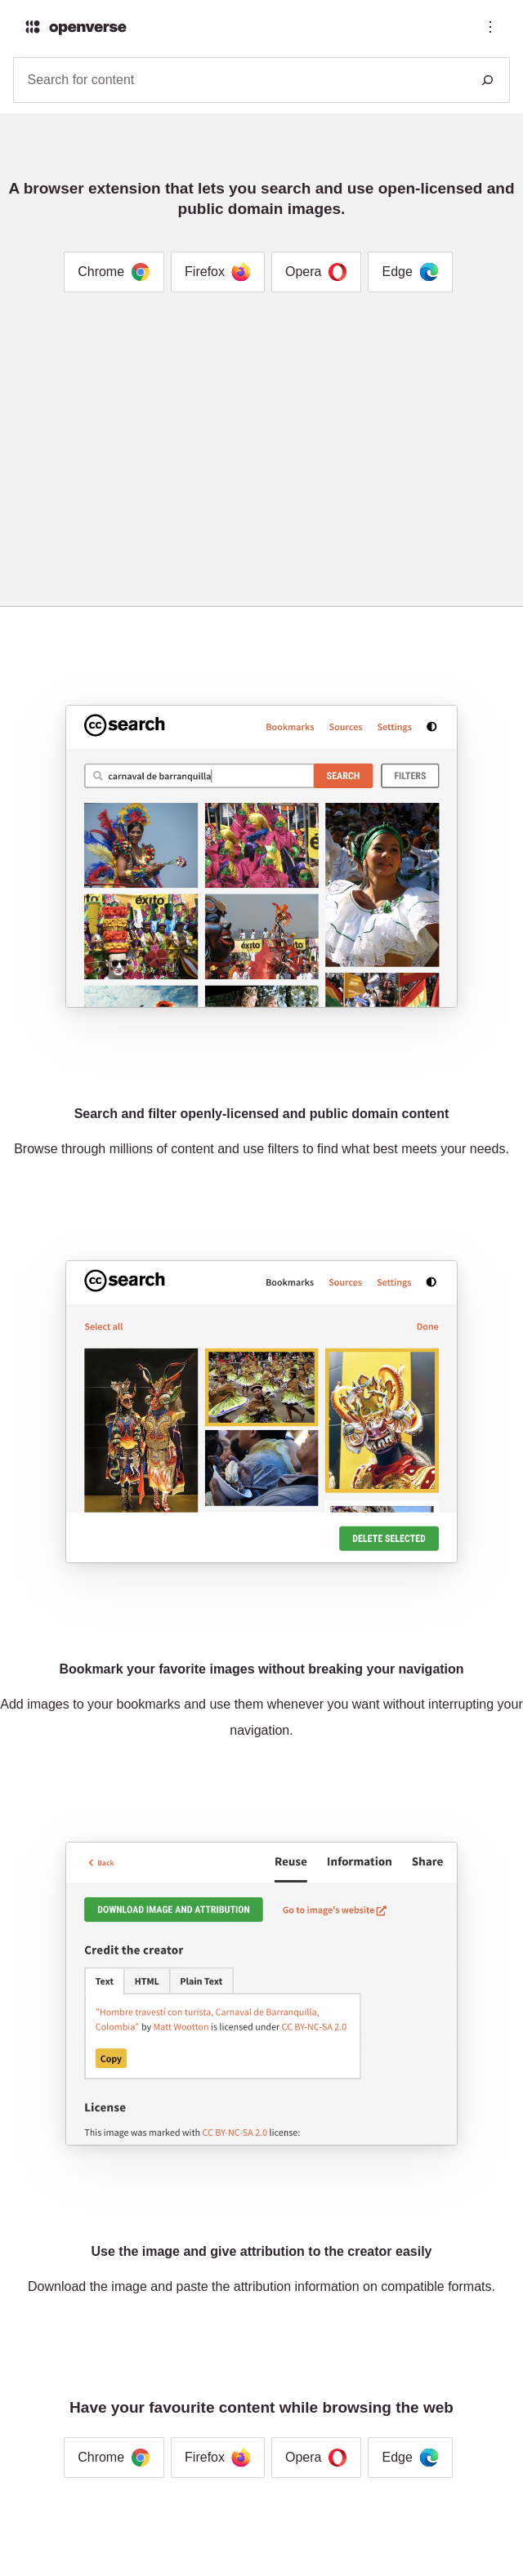 openverse
Search for content
A browser extension that lets you search and use open-licensed and
public domain images.
Chrome Firefox Opera Edge
cc search Bookmarks Sources Settings
carnaval de barranquilla SEARCH FILTERS
éxito
éxito
Search and filter openly-licensed and public domain content
Browse through millions of content and use filters to find what best meets your needs.
cc search Bookmarks Sources Settings
Select all Done
DELETE SELECTED
Bookmark your favorite images without breaking your navigation
Add images to your bookmarks and use them whenever you want without interrupting your
navigation.
Back Reuse Information Share
DOWNLOAD IMAGE AND ATTRIBUTION Go to image's website
Credit the creator
Text HTML Plain Text
"Hombre travestí con turista, Carnaval de Barranquilla,
Colombia" by Matt Wootton is licensed under CC BY-NC-SA 2.0
Copy
License
This image was marked with CC BY-NC-SA 2.0 license:
Use the image and give attribution to the creator easily
Download the image and paste the attribution information on compatible formats.
Have your favourite content while browsing the web
Chrome Firefox Opera Edge